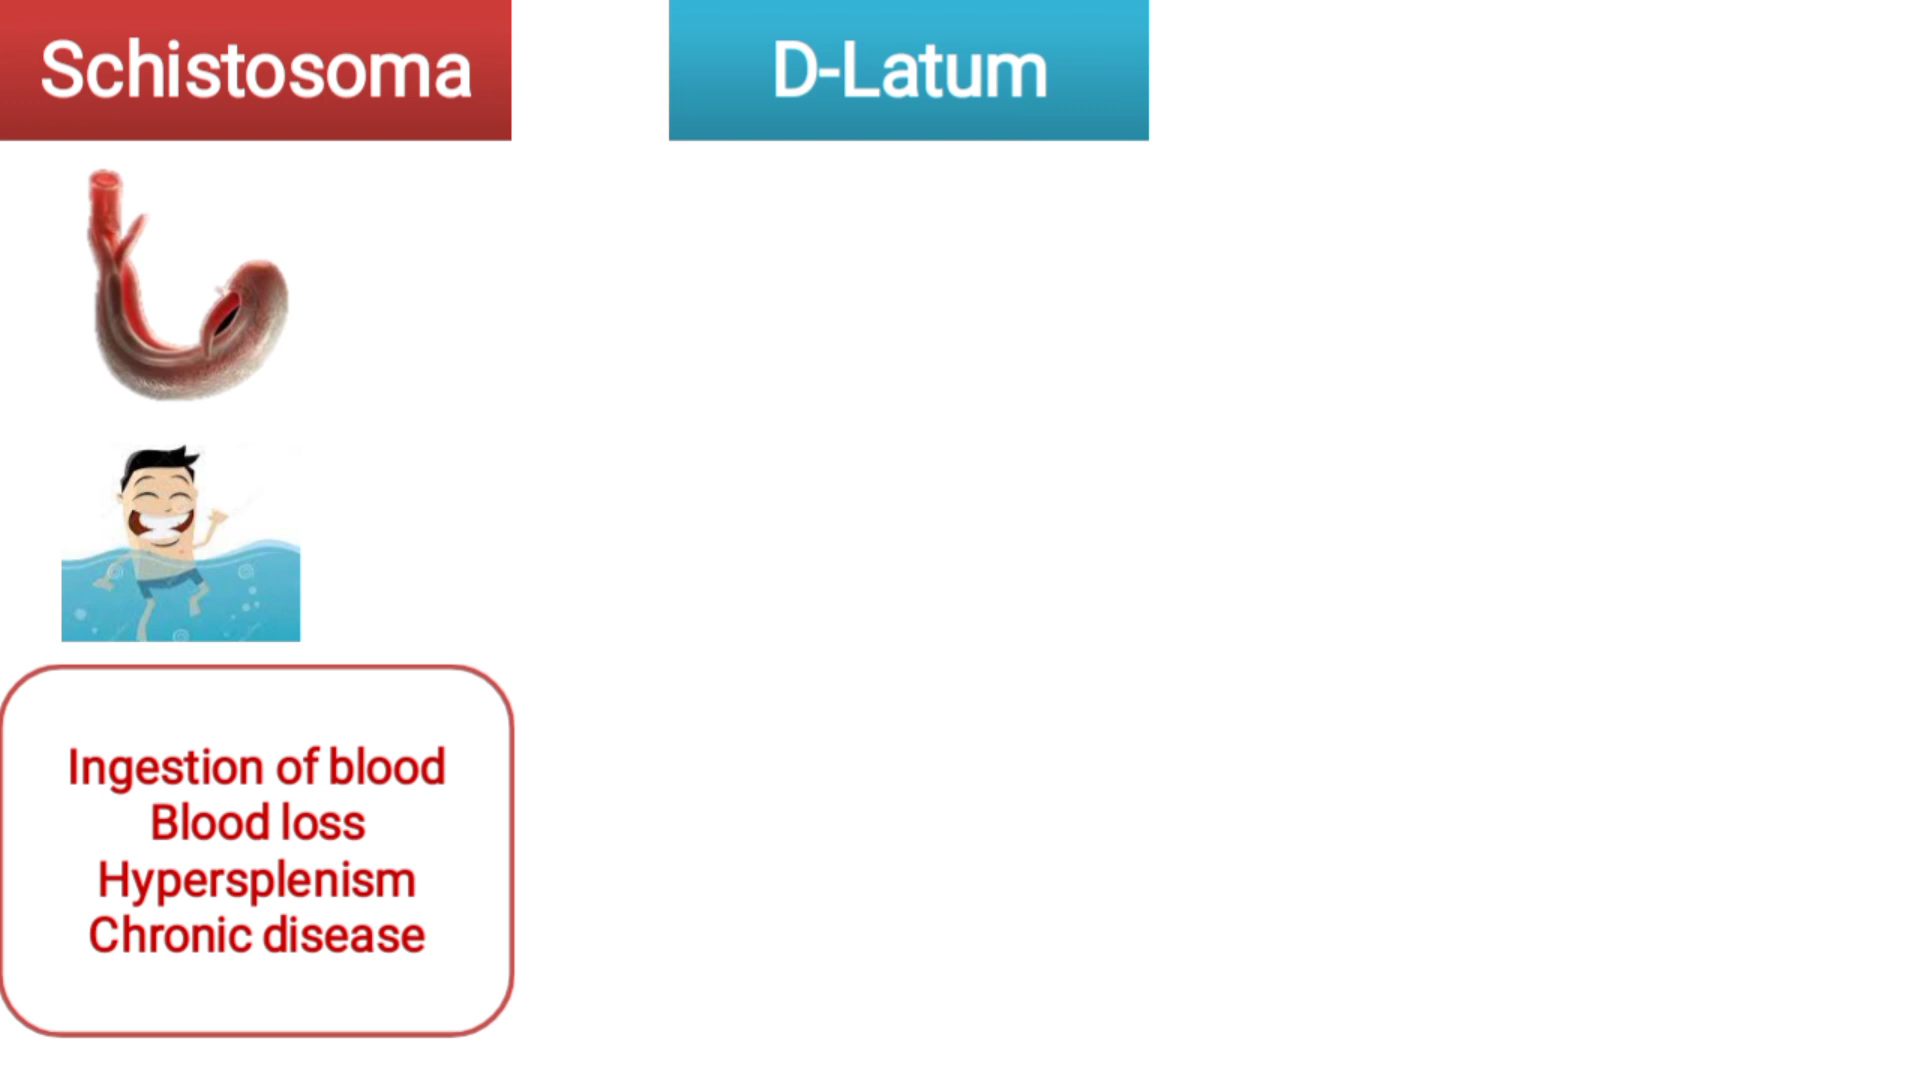 Schistosoma
D-Latum
Ingestion of blood
Blood loss
Hypersplenism
Chronic disease